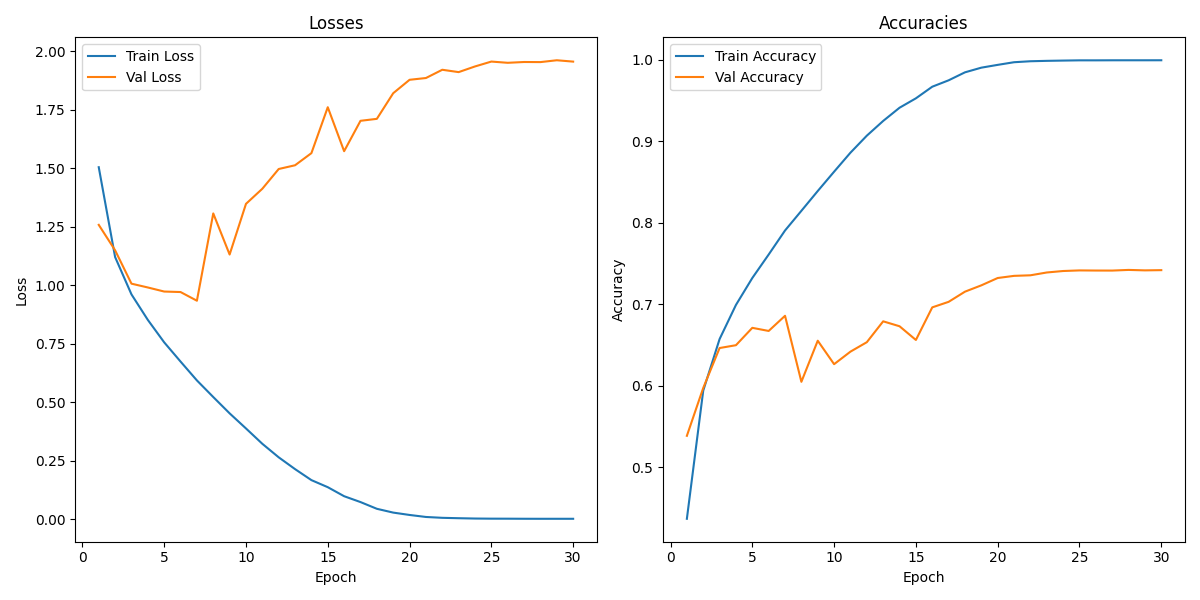 Losses
Train Loss
Val Loss
2.00
1.75
1.50
1.25
1.00
0.75
0.50
0.25
0.00
Loss
0 5 10 15 20 25 30
Epoch
Accuracies
Train Accuracy
Val Accuracy
1.0
0.9
0.8
0.7
0.6
0.5
Accuracy
0 5 10 15 20 25 30
Epoch